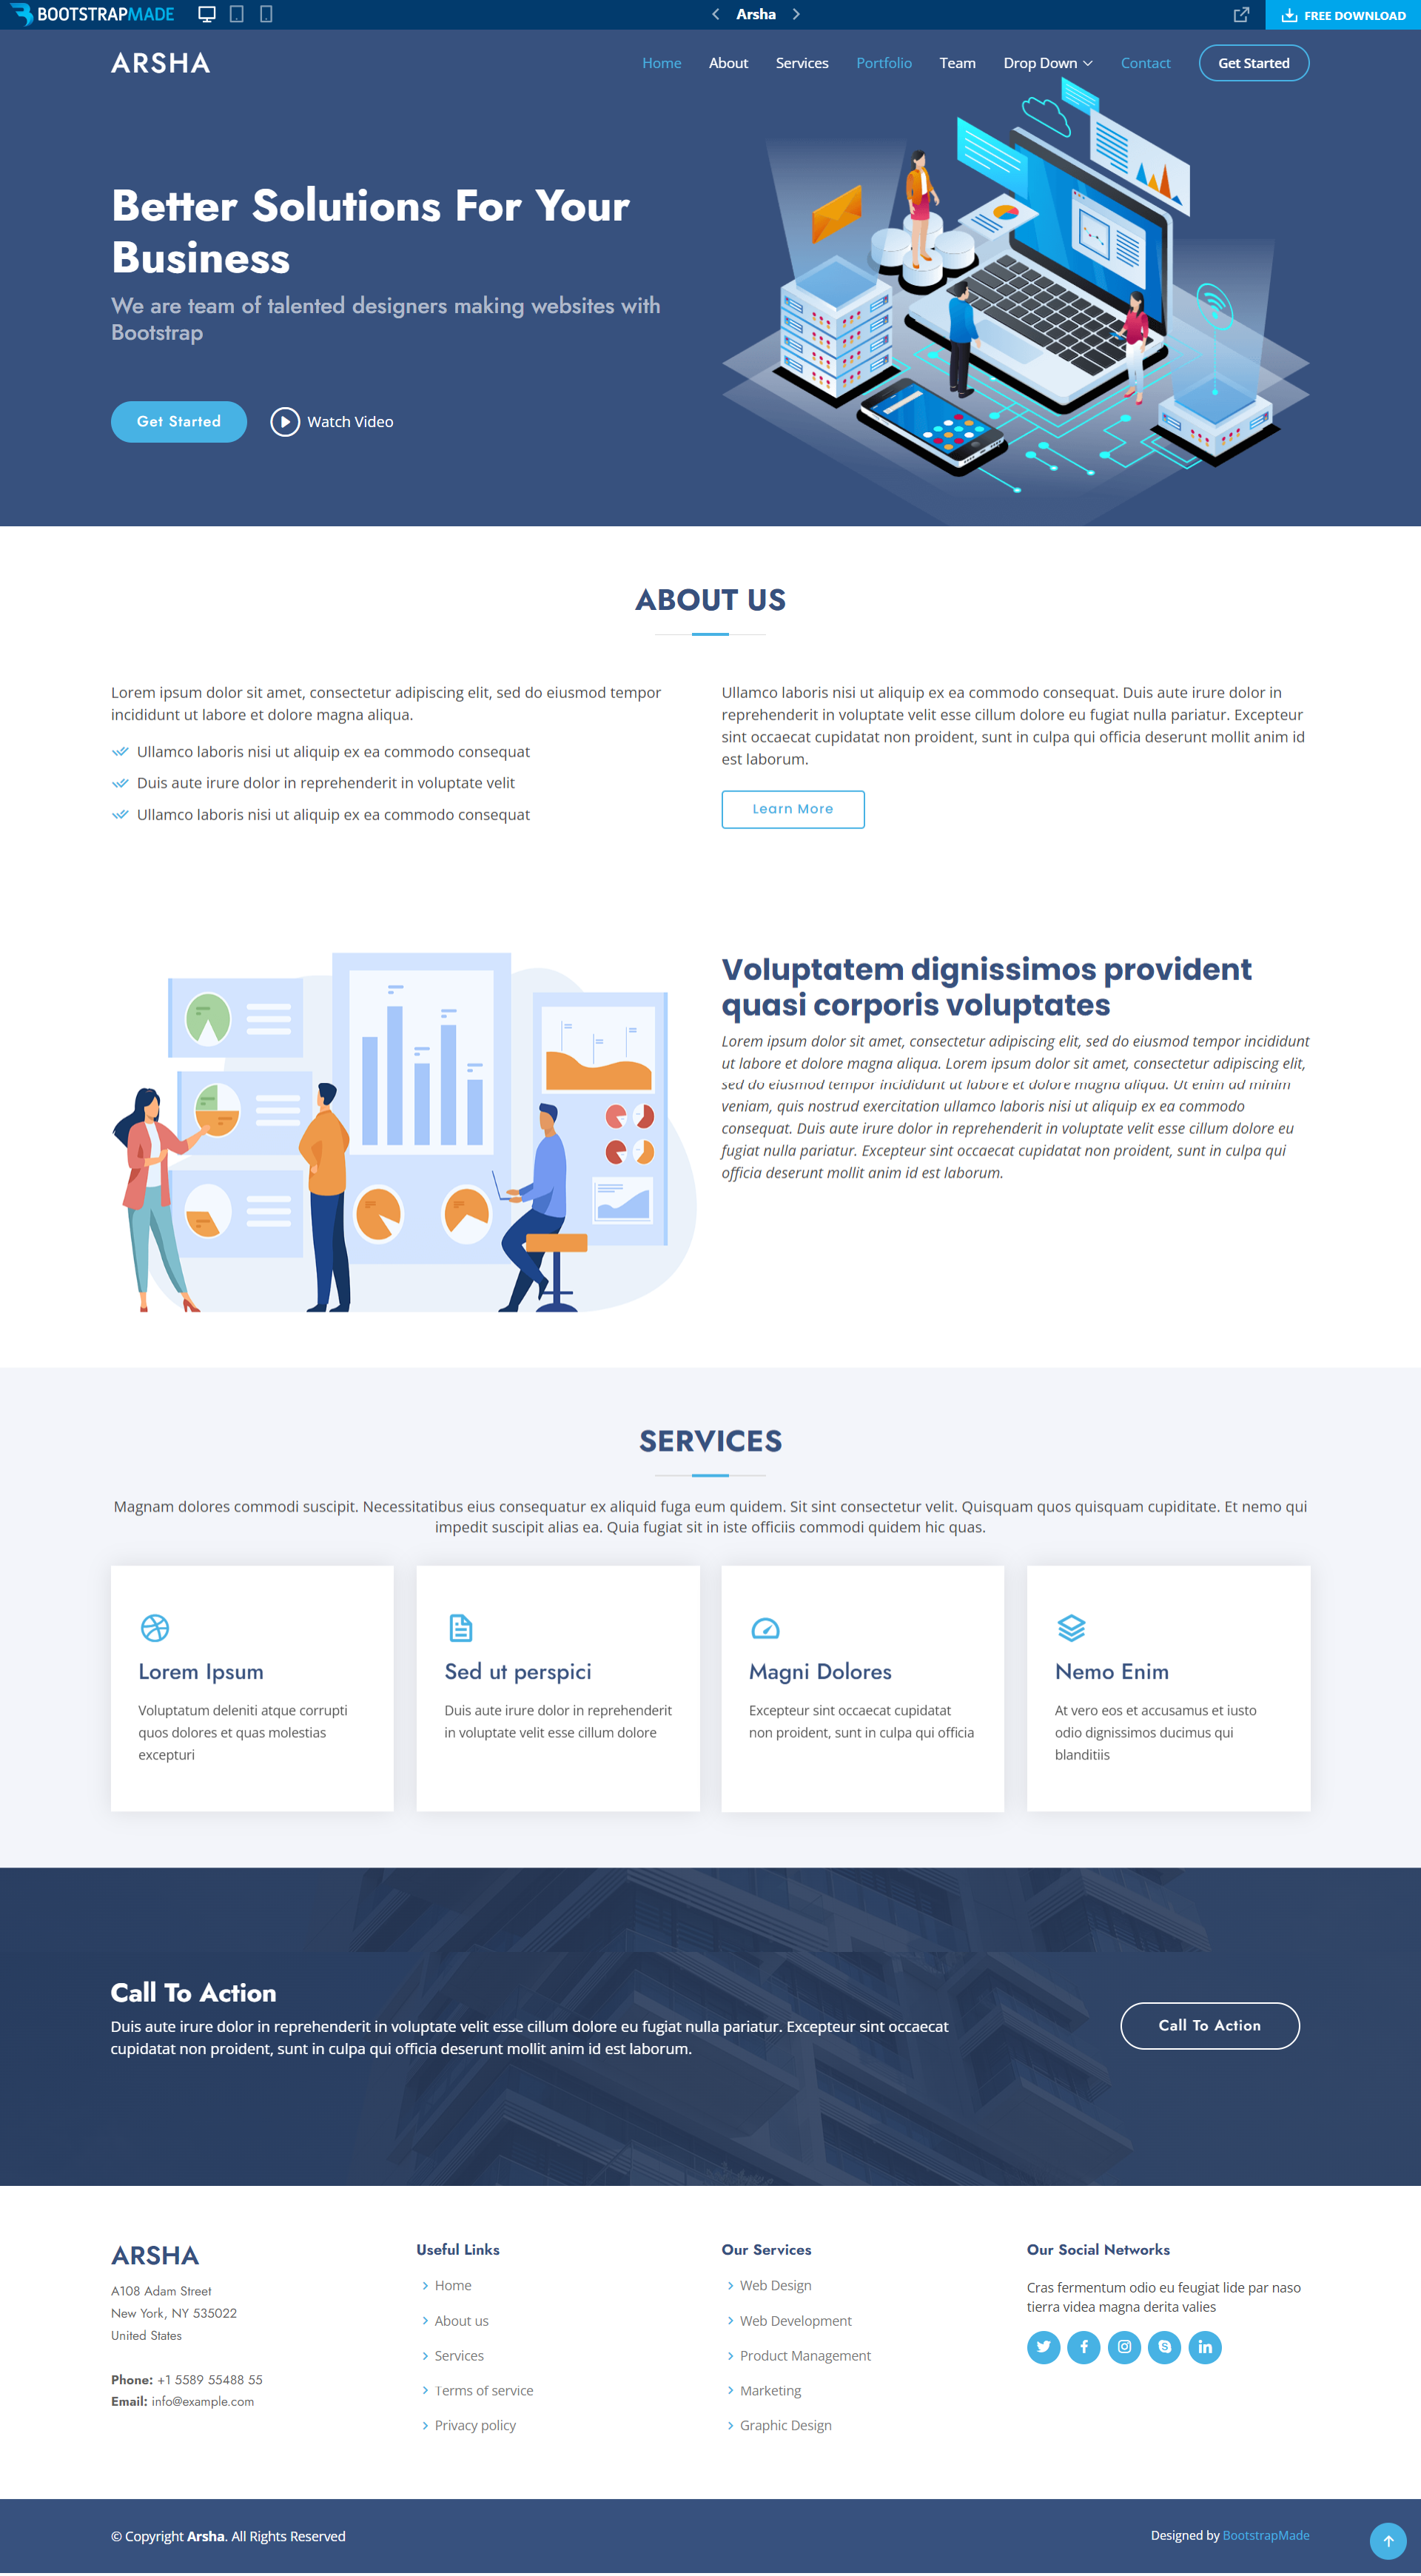 BOOTSTRAPMADE
Arsha
FREE DOWNLOAD
ARSHA
Home
About
Services
Portfolio
Team
Drop Down
Contact
Get Started
Better Solutions For Your
Business
We are team of talented designers making websites with
Bootstrap
Get Started
Watch Video
ABOUT US
Lorem ipsum dolor sit amet, consectetur adipiscing elit, sed do eiusmod tempor
incididunt ut labore et dolore magna aliqua.
Ullamco laboris nisi ut aliquip ex ea commodo consequat
Duis aute irure dolor in reprehenderit in voluptate velit
Ullamco laboris nisi ut aliquip ex ea commodo consequat
Ullamco laboris nisi ut aliquip ex ea commodo consequat. Duis aute irure dolor in
reprehenderit in voluptate velit esse cillum dolore eu fugiat nulla pariatur. Excepteur
sint occaecat cupidatat non proident, sunt in culpa qui officia deserunt mollit anim id
est laborum.
Learn More
Voluptatem dignissimos provident
quasi corporis voluptates
Lorem ipsum dolor sit amet, consectetur adipiscing elit, sed do eiusmod tempor incididunt
ut labore et dolore magna aliqua. Lorem ipsum dolor sit amet, consectetur adipiscing elit,
sed do eiusmod tempor incididunt ut labore et dolore magna aliqua. Ut enim ad minim
veniam, quis nostrud exercitation ullamco laboris nisi ut aliquip ex ea commodo
consequat. Duis aute irure dolor in reprehenderit in voluptate velit esse cillum dolore eu
fugiat nulla pariatur. Excepteur sint occaecat cupidatat non proident, sunt in culpa qui
officia deserunt mollit anim id est laborum.
SERVICES
Magnam dolores commodi suscipit. Necessitatibus eius consequatur ex aliquid fuga eum quidem. Sit sint consectetur velit. Quisquam quos quisquam cupiditate. Et nemo qui
impedit suscipit alias ea. Quia fugiat sit in iste officiis commodi quidem hic quas.
Lorem Ipsum
Voluptatum deleniti atque corrupti
quos dolores et quas molestias
excepturi
Sed ut perspici
Duis aute irure dolor in reprehenderit
in voluptate velit esse cillum dolore
Magni Dolores
Excepteur sint occaecat cupidatat
non proident, sunt in culpa qui officia
Nemo Enim
At vero eos et accusamus et iusto
odio dignissimos ducimus qui
blanditiis
Call To Action
Duis aute irure dolor in reprehenderit in voluptate velit esse cillum dolore eu fugiat nulla pariatur. Excepteur sint occaecat
cupidatat non proident, sunt in culpa qui officia deserunt mollit anim id est laborum.
Call To Action
ARSHA
A108 Adam Street
New York, NY 535022
United States
Phone: +1 5589 55488 55
Email: info@example.com
Useful Links
Home
About us
Services
Terms of service
Privacy policy
Our Services
Web Design
Web Development
Product Management
Marketing
Graphic Design
Our Social Networks
Cras fermentum odio eu feugiat lide par naso
tierra videa magna derita valies
© Copyright Arsha. All Rights Reserved
Designed by BootstrapMade